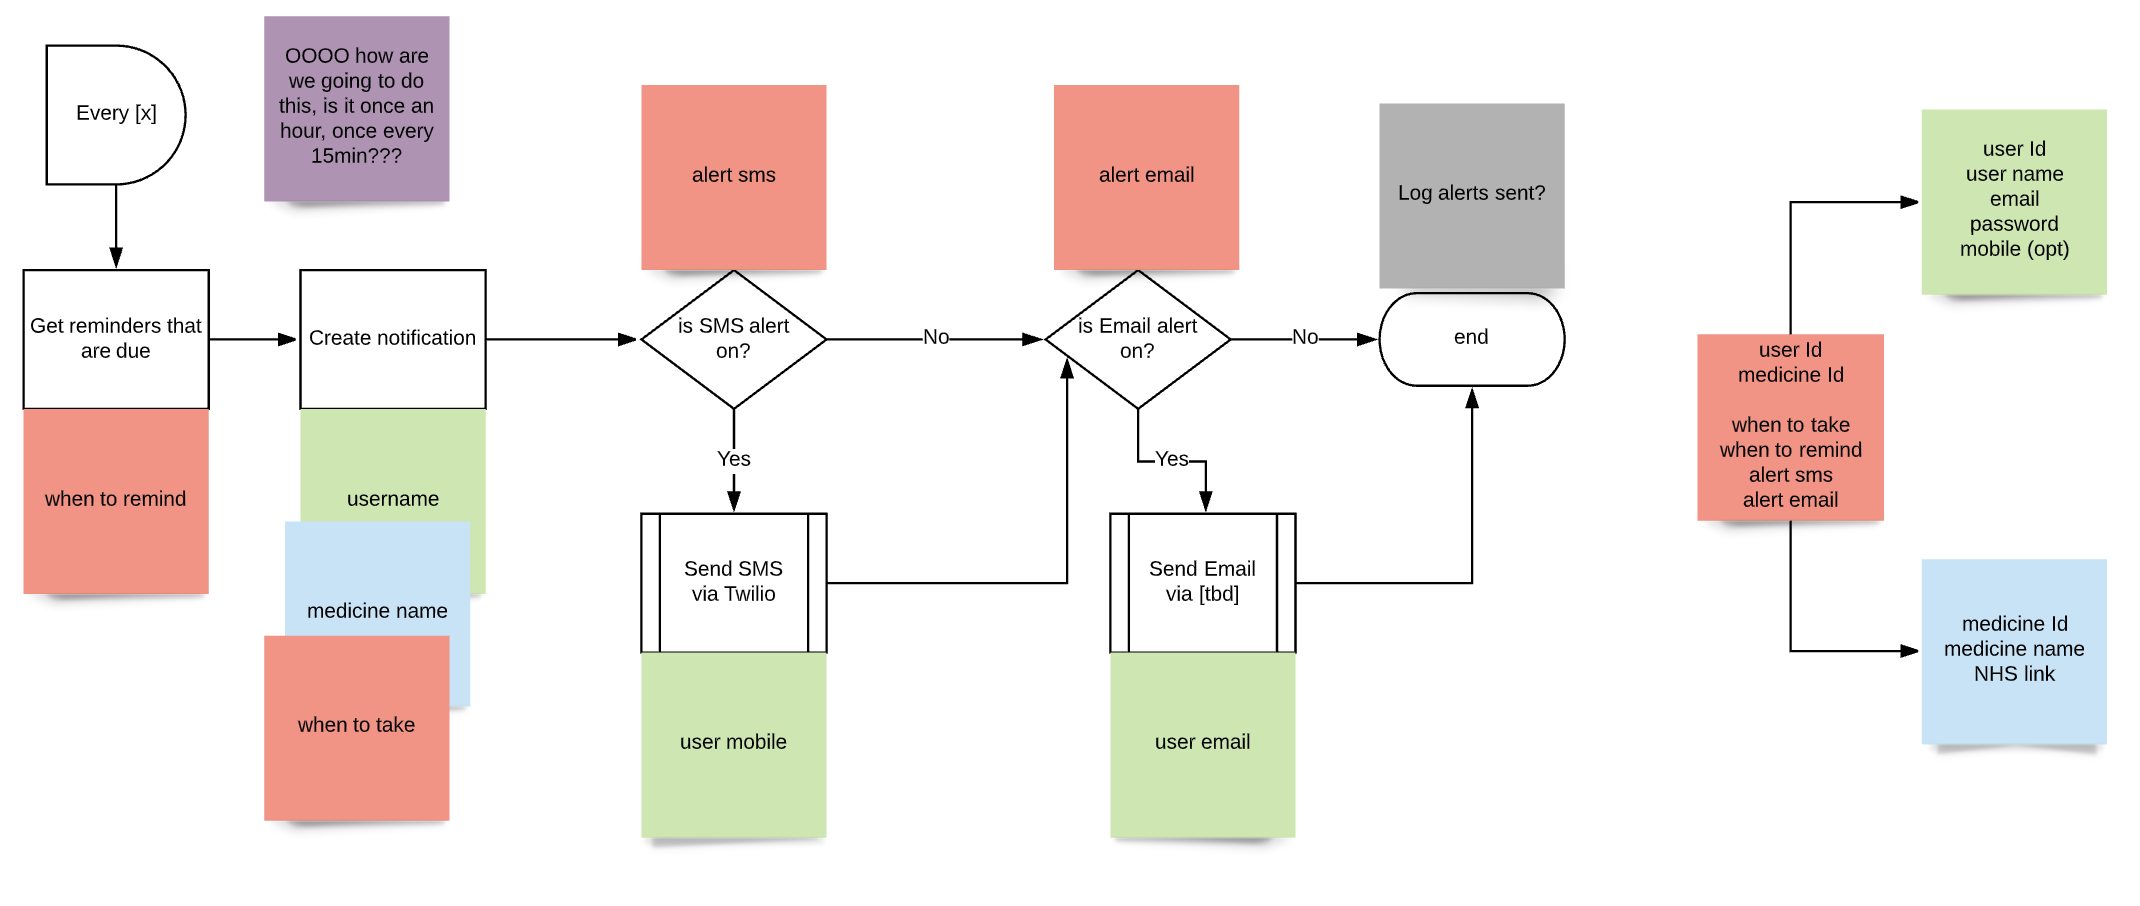 Every [x]
OOOO how are
we going to do
this, is it once an
hour, once every
15min???
alert sms
alert email
Log alerts sent?
Get reminders that
are due
Create notification
is SMS alert
on?
No
is Email alert
on?
No
end
Yes
Yes
when to remind
username
medicine name
when to take
Send SMS
via Twilio
user mobile
Send Email
via [tbd]
user email
user Id
user name
email
password
mobile (opt)
user Id
medicine Id
when to take
when to remind
alert sms
alert email
medicine Id
medicine name
NHS link